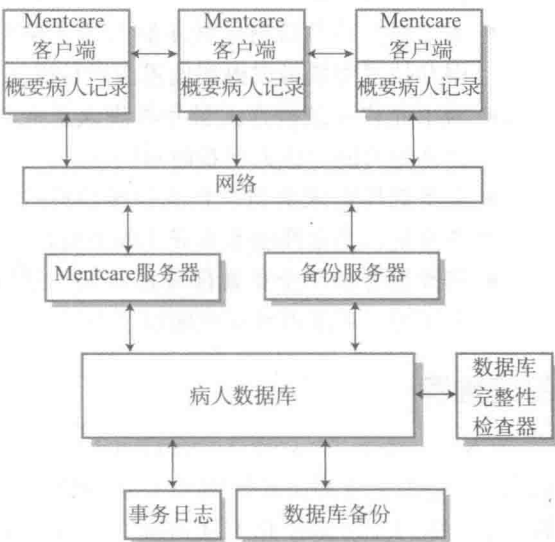 Mentcare
客户端
概要病人记录
Mentcare
客户端
概要病人记录
Mentcare
客户端
概要病人记录
网络
Mentcare服务器
备份服务器
病人数据库
数据库
完整性
检查器
事务日志
数据库备份